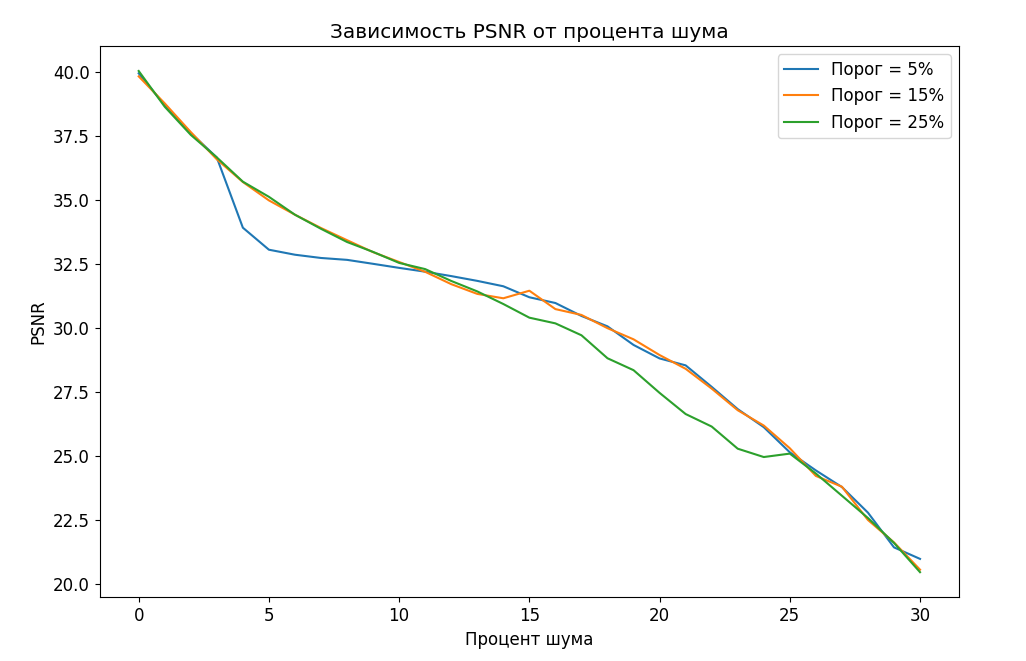 Зависимость PSNR от процента шума
Порог = 5%
Порог = 15%
Порог = 25%
PSNR
40.0
37.5
35.0
32.5
30.0
27.5
25.0
22.5
20.0
0 5 10 15 20 25 30
Процент шума